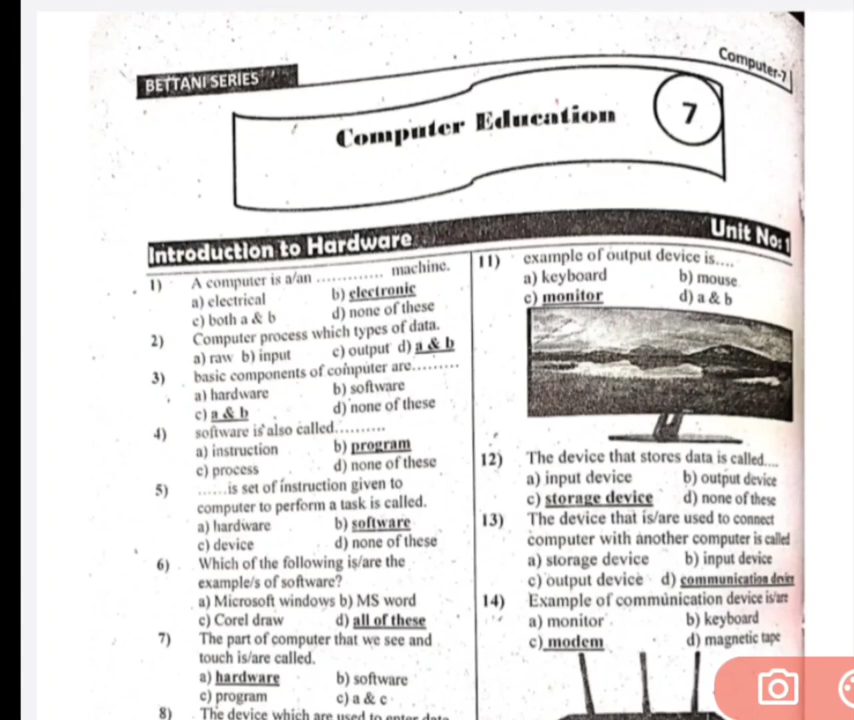 Computer-7
BETTANI SERIES
Computer Education
7
Introduction to Hardware
Unit No: 1
1) A computer is a/an ............. machine.
a) electrical b) electronic
c) both a & b d) none of these
2) Computer process which types of data.
a) raw b) input c) output d) a & b
3) basic components of computer are.........
a) hardware b) software
c) a & b d) none of these
4) software is also called..........
a) instruction b) program
c) process d) none of these
5) ......is set of instruction given to
computer to perform a task is called.
a) hardware b) software
c) device d) none of these
6) Which of the following is/are the
example/s of software?
a) Microsoft windows b) MS word
c) Corel draw d) all of these
7) The part of computer that we see and
touch is/are called.
a) hardware b) software
c) program c) a & c
8) The device which are used to enter data
11) example of output device is....
a) keyboard b) mouse
c) monitor d) a & b
12) The device that stores data is called....
a) input device b) output device
c) storage device d) none of these
13) The device that is/are used to connect
computer with another computer is called
a) storage device b) input device
c) output device d) communication device
14) Example of communication device is/are
a) monitor b) keyboard
c) modem d) magnetic tape